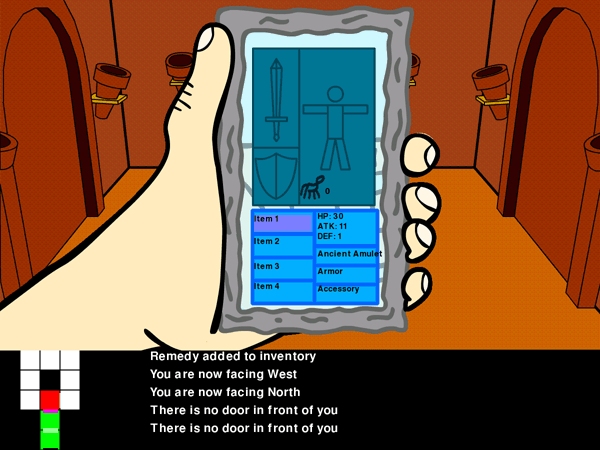 0
Item 1
HP: 30
ATK: 11
DEF: 1
Item 2
Ancient Amulet
Item 3
Armor
Item 4
Accessory
Remedy added to inventory
You are now facing West
You are now facing North
There is no door in front of you
There is no door in front of you